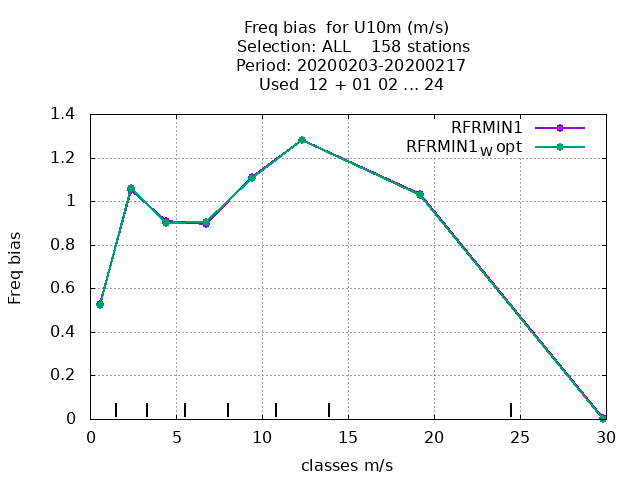 Freq bias  for U10m (m/s)
Selection: ALL    158 stations
Period: 20200203-20200217
Used  12 + 01 02 ... 24
RFRMIN1
RFRMIN1W opt
1.4
1.2
1
0.8
0.6
0.4
0.2
0
Freq bias
0 5 10 15 20 25 30
classes m/s